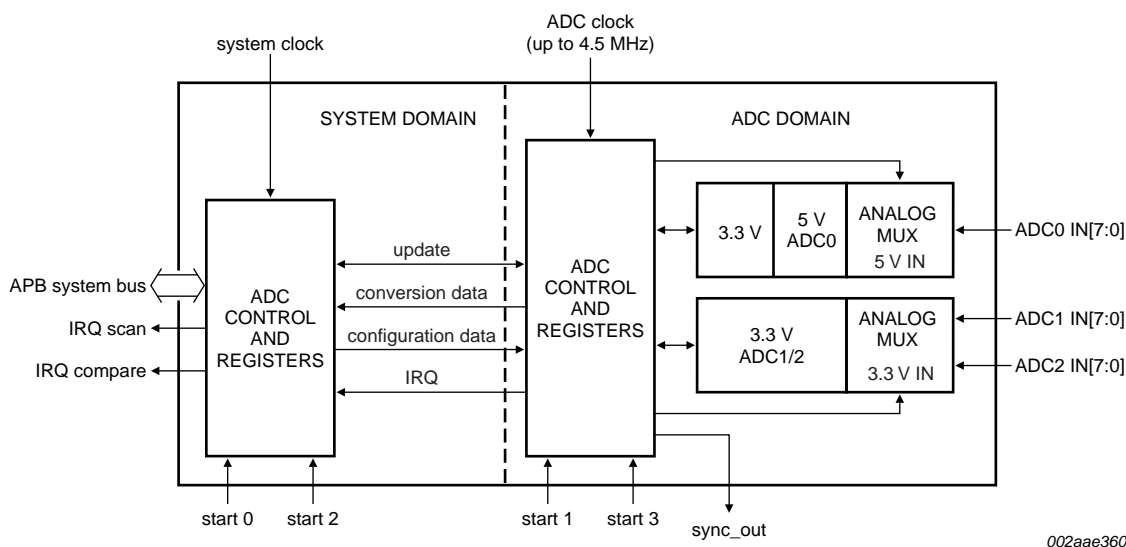 ADC clock
(up to 4.5 MHz)
system clock
SYSTEM DOMAIN
ADC DOMAIN
APB system bus
IRQ scan
IRQ compare
ADC
CONTROL
AND
REGISTERS
update
conversion data
configuration data
IRQ
ADC
CONTROL
AND
REGISTERS
3.3 V
5 V
ADC0
ANALOG
MUX
5 V IN
ADC0 IN[7:0]
3.3 V
ADC1/2
ANALOG
MUX
3.3 V IN
ADC1 IN[7:0]
ADC2 IN[7:0]
start 0
start 2
start 1
start 3
sync_out
002aae360